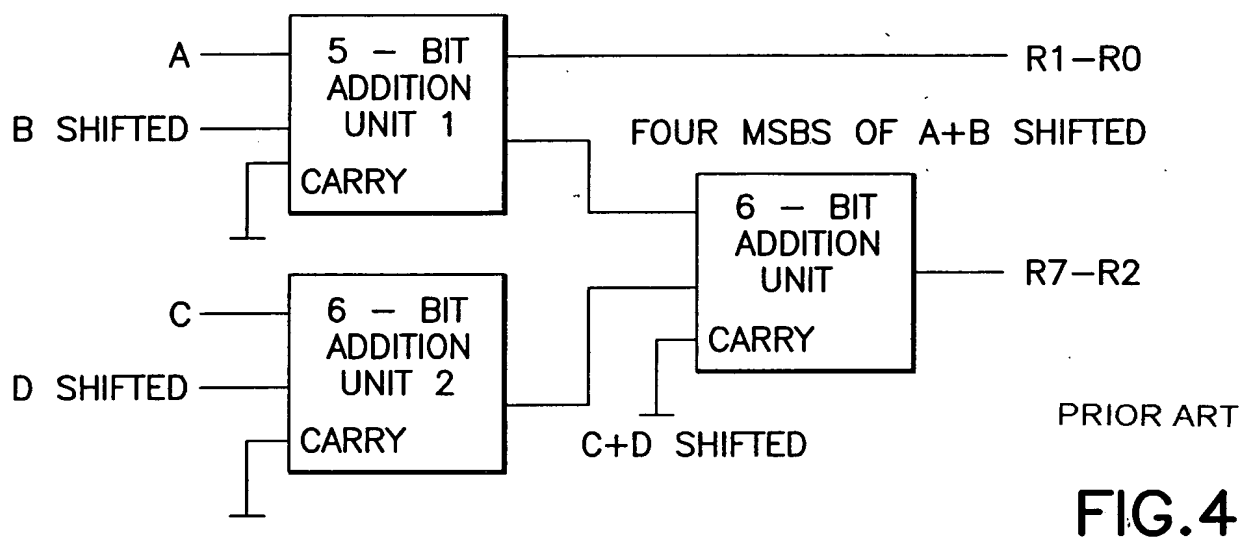 A
B SHIFTED
5 - BIT
ADDITION
UNIT 1
CARRY
R1-R0
FOUR MSBS OF A+B SHIFTED
C
D SHIFTED
6 - BIT
ADDITION
UNIT 2
CARRY
6 - BIT
ADDITION
UNIT
CARRY
R7-R2
C+D SHIFTED
PRIOR ART
FIG.4